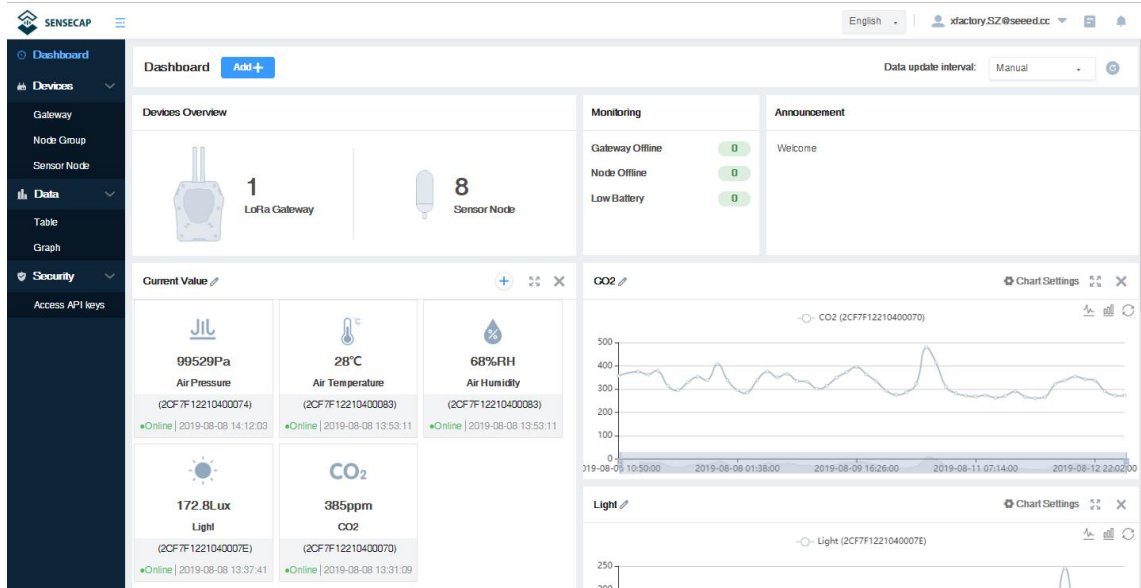 SENSECAP
English
xfactory.SZ@seeed.cc
Dashboard
Devices
Gateway
Node Group
Sensor Node
Data
Table
Graph
Security
Access API keys
Dashboard
Add+
Data update interval:
Manual
Devices Overview
1
LoRa Gateway
8
Sensor Node
Monitoring
Gateway Offline 0
Node Offline 0
Low Battery 0
Announcement
Welcome
Current Value
99529Pa
Air Pressure
(2CF7F12210400074)
Online | 2019-08-08 14:12:03
°C
28°C
Air Temperature
(2CF7F12210400083)
Online | 2019-08-08 13:53:11
%
68%RH
Air Humidity
(2CF7F12210400083)
Online | 2019-08-08 13:53:11
172.8Lux
Light
(2CF7F1221040007E)
Online | 2019-08-08 13:37:41
CO₂
385ppm
CO2
(2CF7F12210400070)
Online | 2019-08-08 13:31:09
CO2
Chart Settings
CO2 (2CF7F12210400070)
500
400
300
200
100
0
2019-08-08 01:38:00
2019-08-09 16:26:00
2019-08-11 07:14:00
2019-08-12 22:02:00
Light
Chart Settings
Light (2CF7F1221040007E)
250